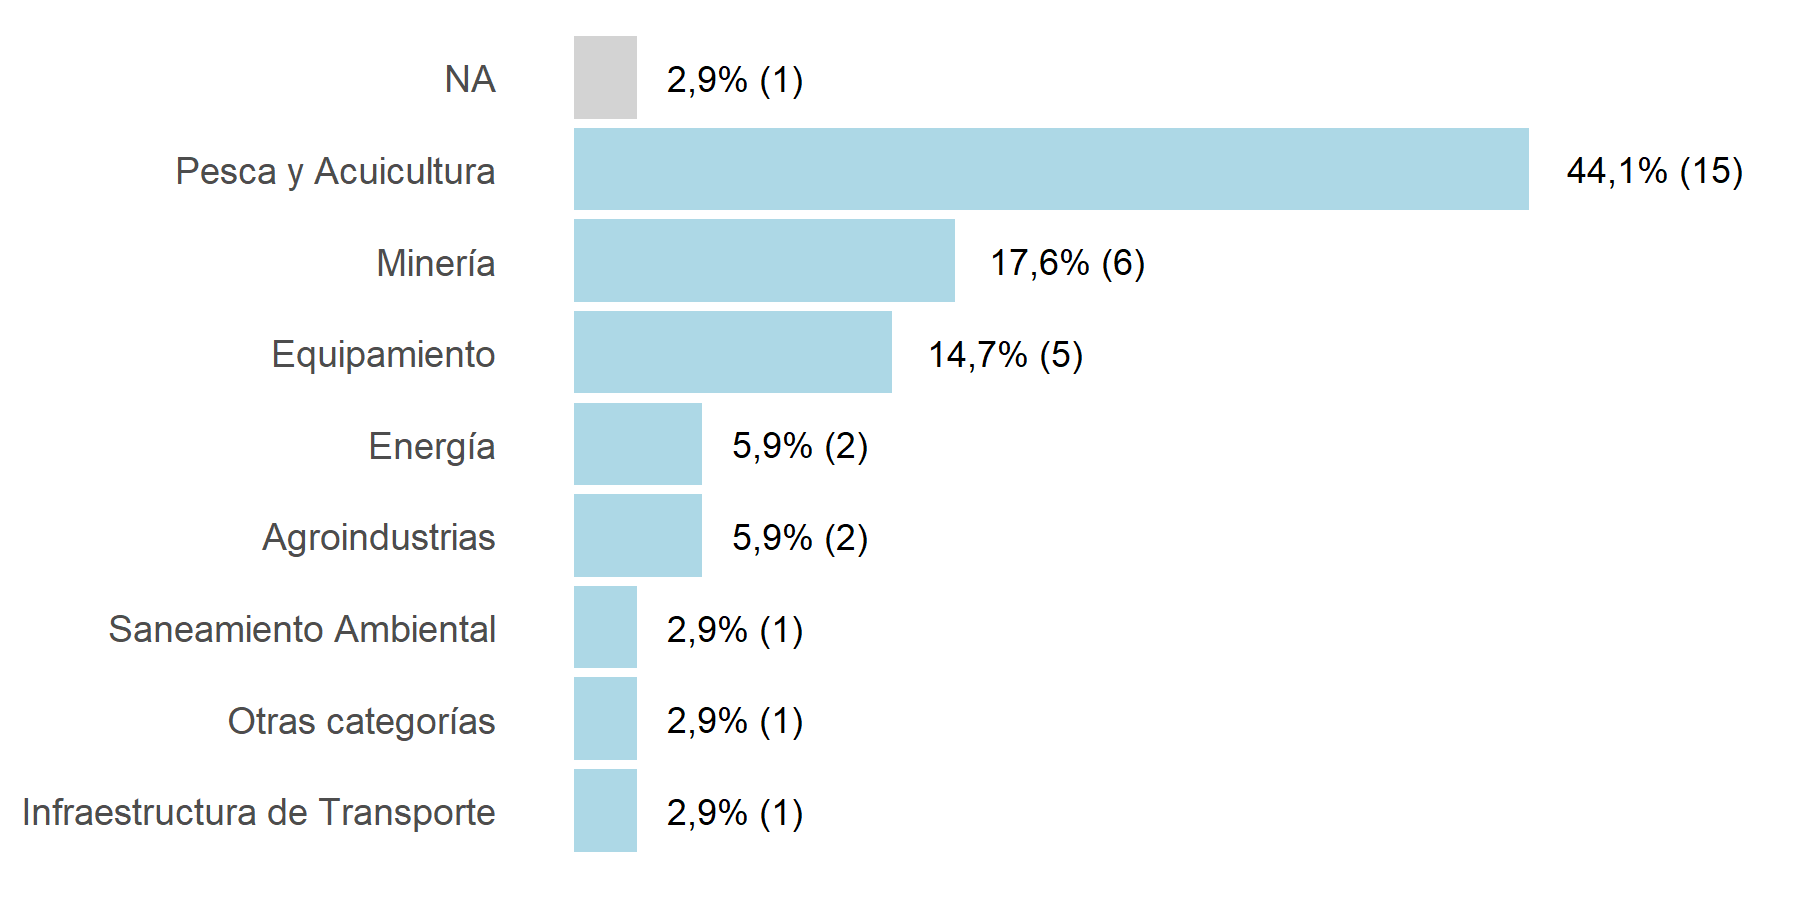 NA 2,9% (1)
Pesca y Acuicultura 44,1% (15)
Minería 17,6% (6)
Equipamiento 14,7% (5)
Energía 5,9% (2)
Agroindustrias 5,9% (2)
Saneamiento Ambiental 2,9% (1)
Otras categorías 2,9% (1)
Infraestructura de Transporte 2,9% (1)